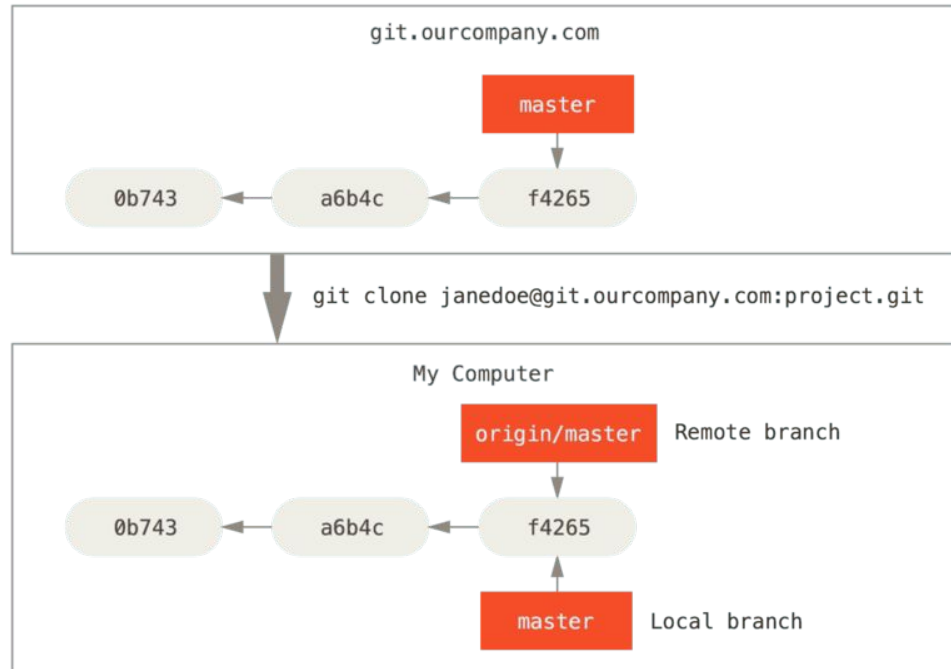 git.ourcompany.com
master
0b743 a6b4c f4265
git clone janedoe@git.ourcompany.com:project.git
My Computer
origin/master Remote branch
0b743 a6b4c f4265
master Local branch